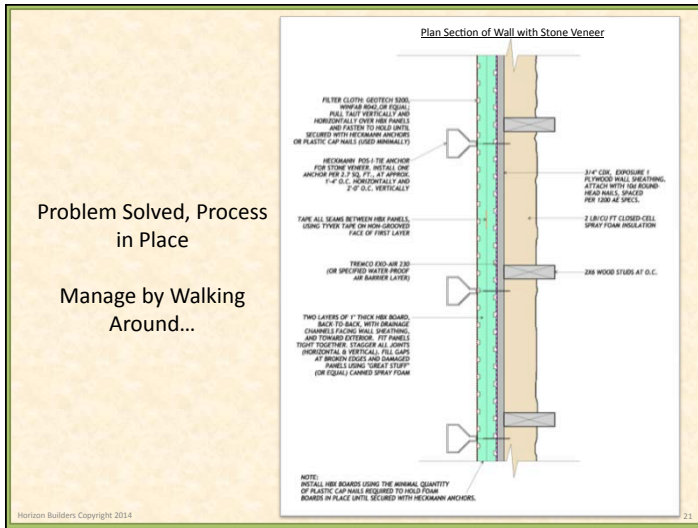 Plan Section of Wall with Stone Veneer
Problem Solved, Process
in Place
Manage by Walking
Around…
FILTER CLOTH: GEOTECH S200,
WINFAB R042,OR EQUAL;
PULL TAUT VERTICALLY AND
HORIZONTALLY OVER HBX PANELS
AND FASTEN TO HOLD UNTIL
SECURED WITH HECKMANN ANCHORS
OR PLASTIC CAP NAILS (USED MINIMALLY)
HECKMANN POS-I-TIE ANCHOR
FOR STONE VENEER. INSTALL ONE
ANCHOR PER 2.7 SQ. FT., AT APPROX.
1'-4" O.C. HORIZONTALLY AND
2'-0" O.C. VERTICALLY
TAPE ALL SEAMS BETWEEN HBX PANELS,
USING TYVEK TAPE ON NON-GROOVED
FACE OF FIRST LAYER
TREMCO EXO-AIR 230
(OR SPECIFIED WATER-PROOF
AIR BARRIER LAYER)
TWO LAYERS OF 1" THICK HBX BOARD,
BACK-TO-BACK, WITH DRAINAGE
CHANNELS FACING WALL SHEATHING,
AND TOWARD EXTERIOR. FIT PANELS
TIGHT TOGETHER. STAGGER ALL JOINTS
(HORIZONTAL & VERTICAL). FILL GAPS
AT BROKEN EDGES AND DAMAGED
PANELS USING "GREAT STUFF"
(OR EQUAL) CANNED SPRAY FOAM
3/4" CDX, EXPOSURE 1
PLYWOOD WALL SHEATHING.
ATTACH WITH 10d ROUND-
HEAD NAILS, SPACED
PER 1200 AE SPECS.
2 LB/CU FT CLOSED-CELL
SPRAY FOAM INSULATION
2X6 WOOD STUDS AT O.C.
NOTE:
INSTALL HBX BOARDS USING THE MINIMAL QUANTITY
OF PLASTIC CAP NAILS REQUIRED TO HOLD FOAM
BOARDS IN PLACE UNTIL SECURED WITH HECKMANN ANCHORS.
Horizon Builders Copyright 2014
21